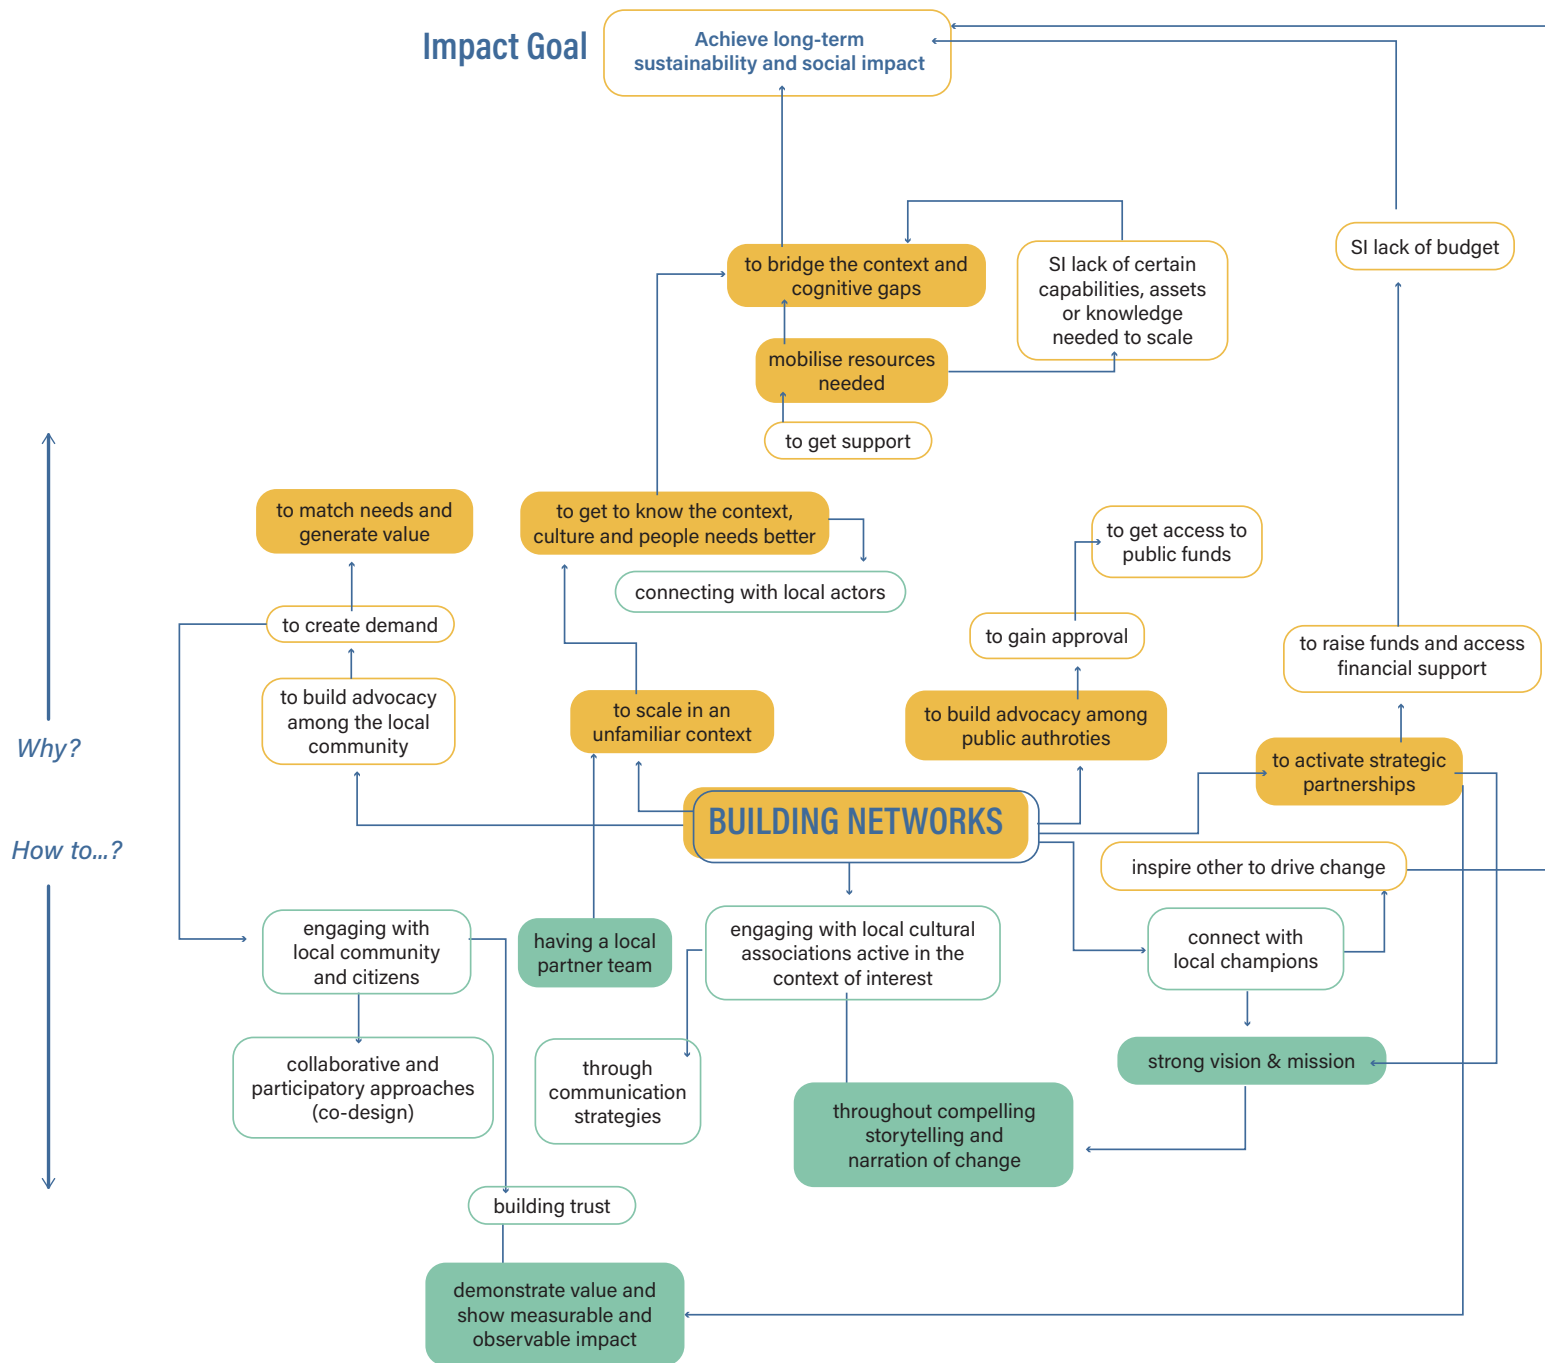 Impact Goal
Achieve long-term
sustainability and social impact
SI lack of budget
to bridge the context and
cognitive gaps
SI lack of certain
capabilities, assets
or knowledge
needed to scale
mobilise resources
needed
to get support
to match needs and
generate value
to get to know the context,
culture and people needs better
to get access to
public funds
connecting with local actors
to create demand
to gain approval
to raise funds and access
financial support
to build advocacy
among the local
community
to scale in an
unfamiliar context
to build advocacy among
public authroties
Why?
to activate strategic
partnerships
BUILDING NETWORKS
How to...?
inspire other to drive change
engaging with
local community
and citizens
having a local
partner team
engaging with local cultural
associations active in the
context of interest
connect with
local champions
collaborative and
participatory approaches
(co-design)
through
communication
strategies
strong vision & mission
throughout compelling
storytelling and
narration of change
building trust
demonstrate value and
show measurable and
observable impact